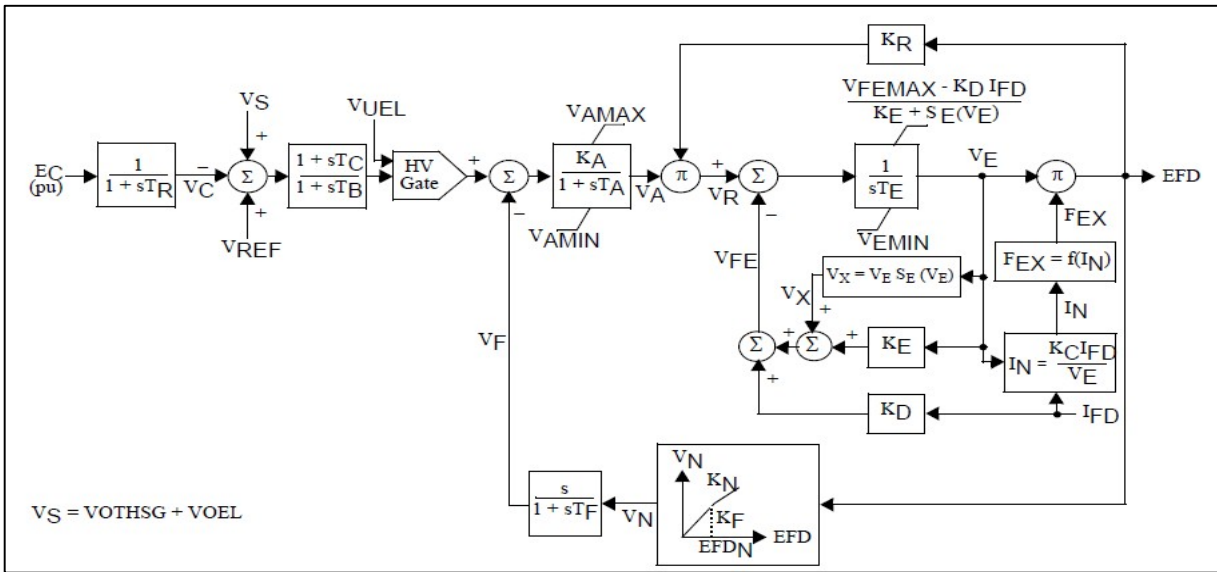 KR
VFEMAX - KD IFD
KE + SE(VE)
VS
VUEL
VAMAX
EC
(pu)
1
1 + sTR
−
VC
+
Σ
+
VREF
1 + sTC
1 + sTB
HV
Gate
+
Σ
−
KA
1 + sTA
VAMIN
VA
π
+
VR
Σ
−
1
sTE
VEMIN
VE
π
EFD
FEX
FEX = f(IN)
IN
IN = KCIFD
VE
IFD
VFE
VX = VE SE (VE)
VX
+
Σ
+
Σ
+
KE
+
KD
VF
s
1 + sTF
VN
VN
KN
KF
EFDN
EFD
VS = VOTHSG + VOEL